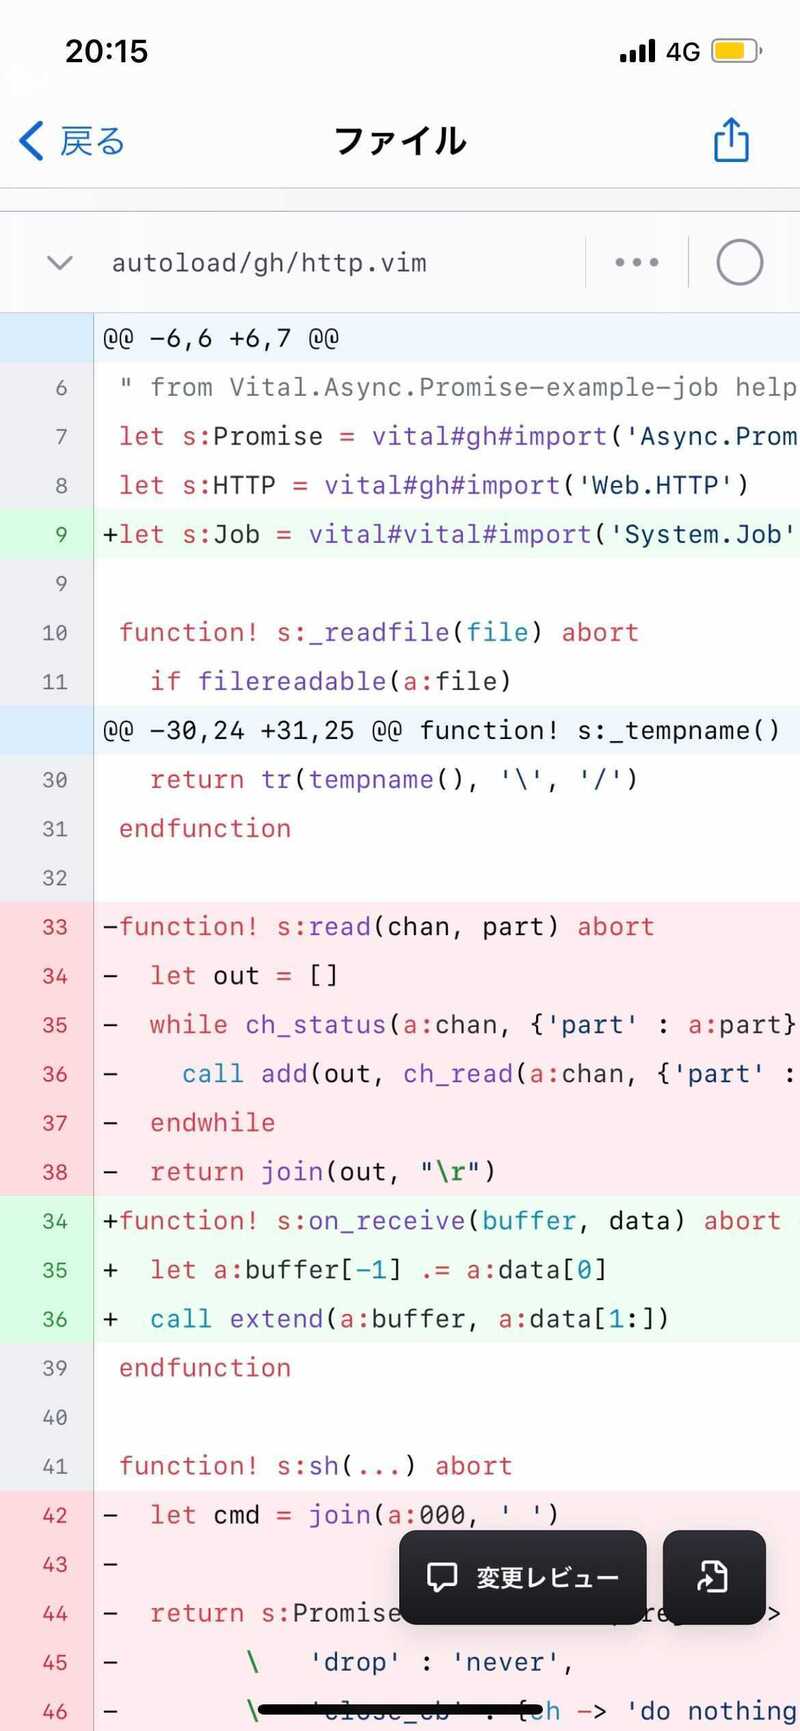 20:15
4G
戻る
ファイル
autoload/gh/http.vim
@@ -6,6 +6,7 @@
6 " from Vital.Async.Promise-example-job help
7 let s:Promise = vital#gh#import('Async.Prom
8 let s:HTTP = vital#gh#import('Web.HTTP')
9 +let s:Job = vital#vital#import('System.Job'
9
10 function! s:_readfile(file) abort
11 if filereadable(a:file)
@@ -30,24 +31,25 @@ function! s:_tempname()
30 return tr(tempname(), '\', '/')
31 endfunction
32
33 -function! s:read(chan, part) abort
34 - let out = []
35 - while ch_status(a:chan, {'part' : a:part}
36 - call add(out, ch_read(a:chan, {'part' :
37 - endwhile
38 - return join(out, "\r")
34 +function! s:on_receive(buffer, data) abort
35 + let a:buffer[-1] .= a:data[0]
36 + call extend(a:buffer, a:data[1:])
39 endfunction
40
41 function! s:sh(...) abort
42 - let cmd = join(a:000, ' ')
43 -
変更レビュー
44 - return s:Promise >
45 - \ 'drop' : 'never',
46 - \ 'close_cb' : {ch -> 'do nothing